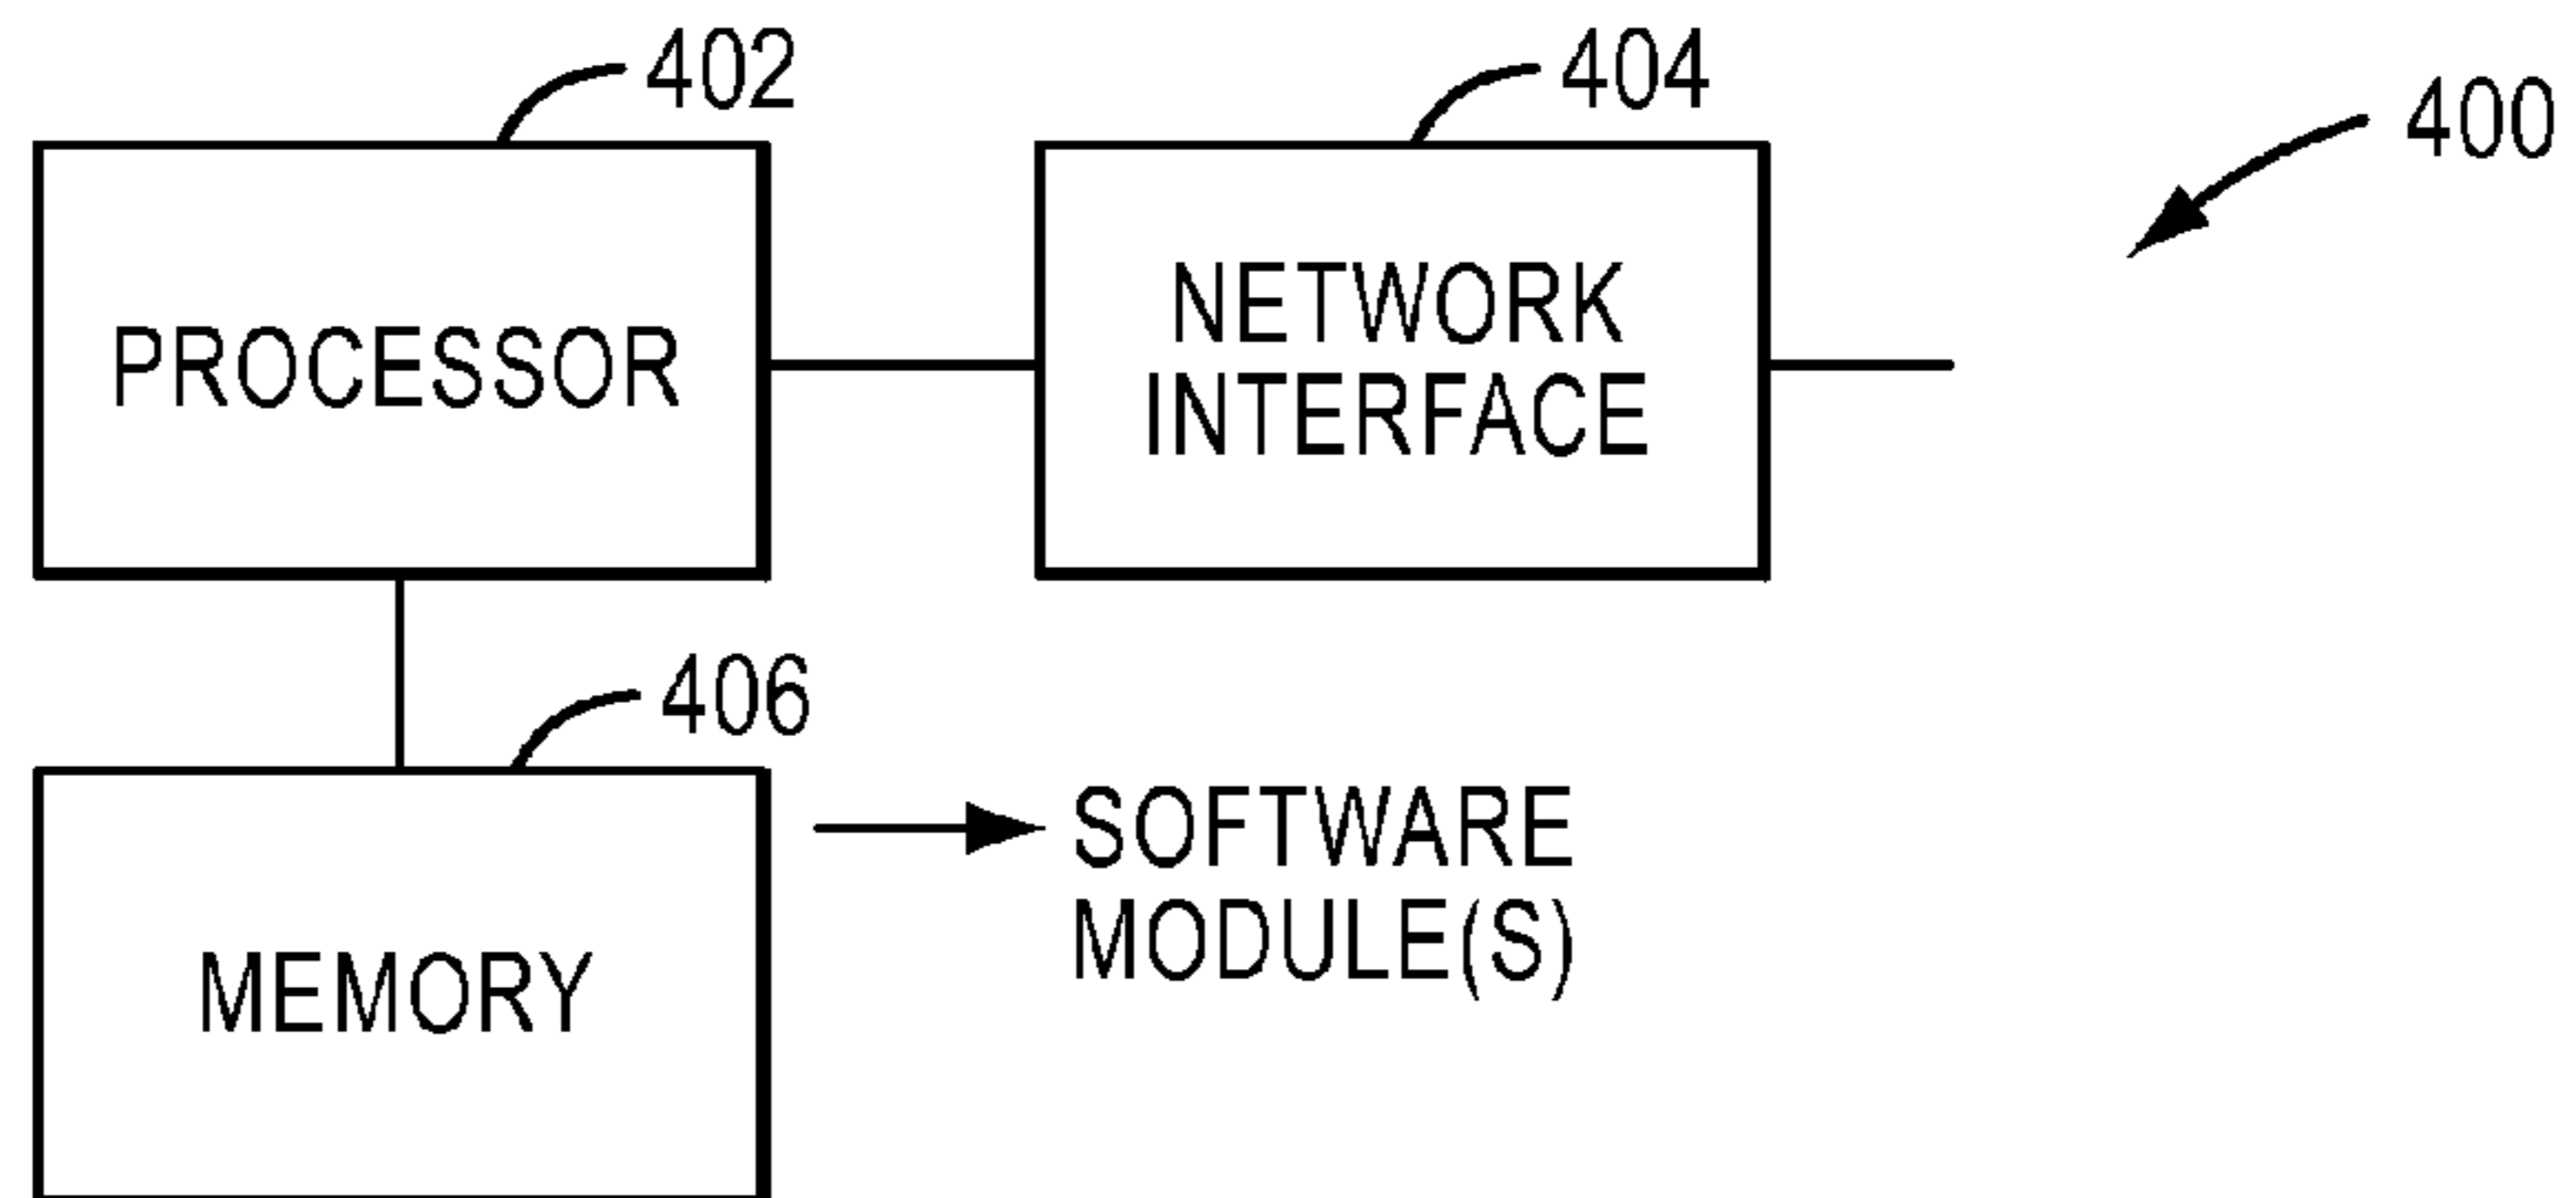 402
404
400
PROCESSOR
NETWORK
INTERFACE
406
MEMORY
SOFTWARE
MODULE(S)